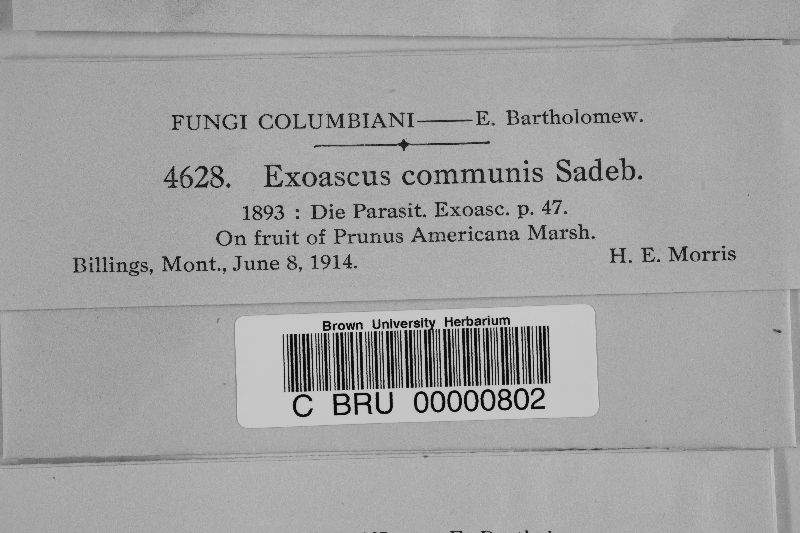 FUNGI COLUMBIANI——E. Bartholomew.
4628. Exoascus communis Sadeb.
1893 : Die Parasit. Exoasc. p. 47.
On fruit of Prunus Americana Marsh.
Billings, Mont., June 8, 1914. H. E. Morris
Brown University Herbarium
C BRU 00000802